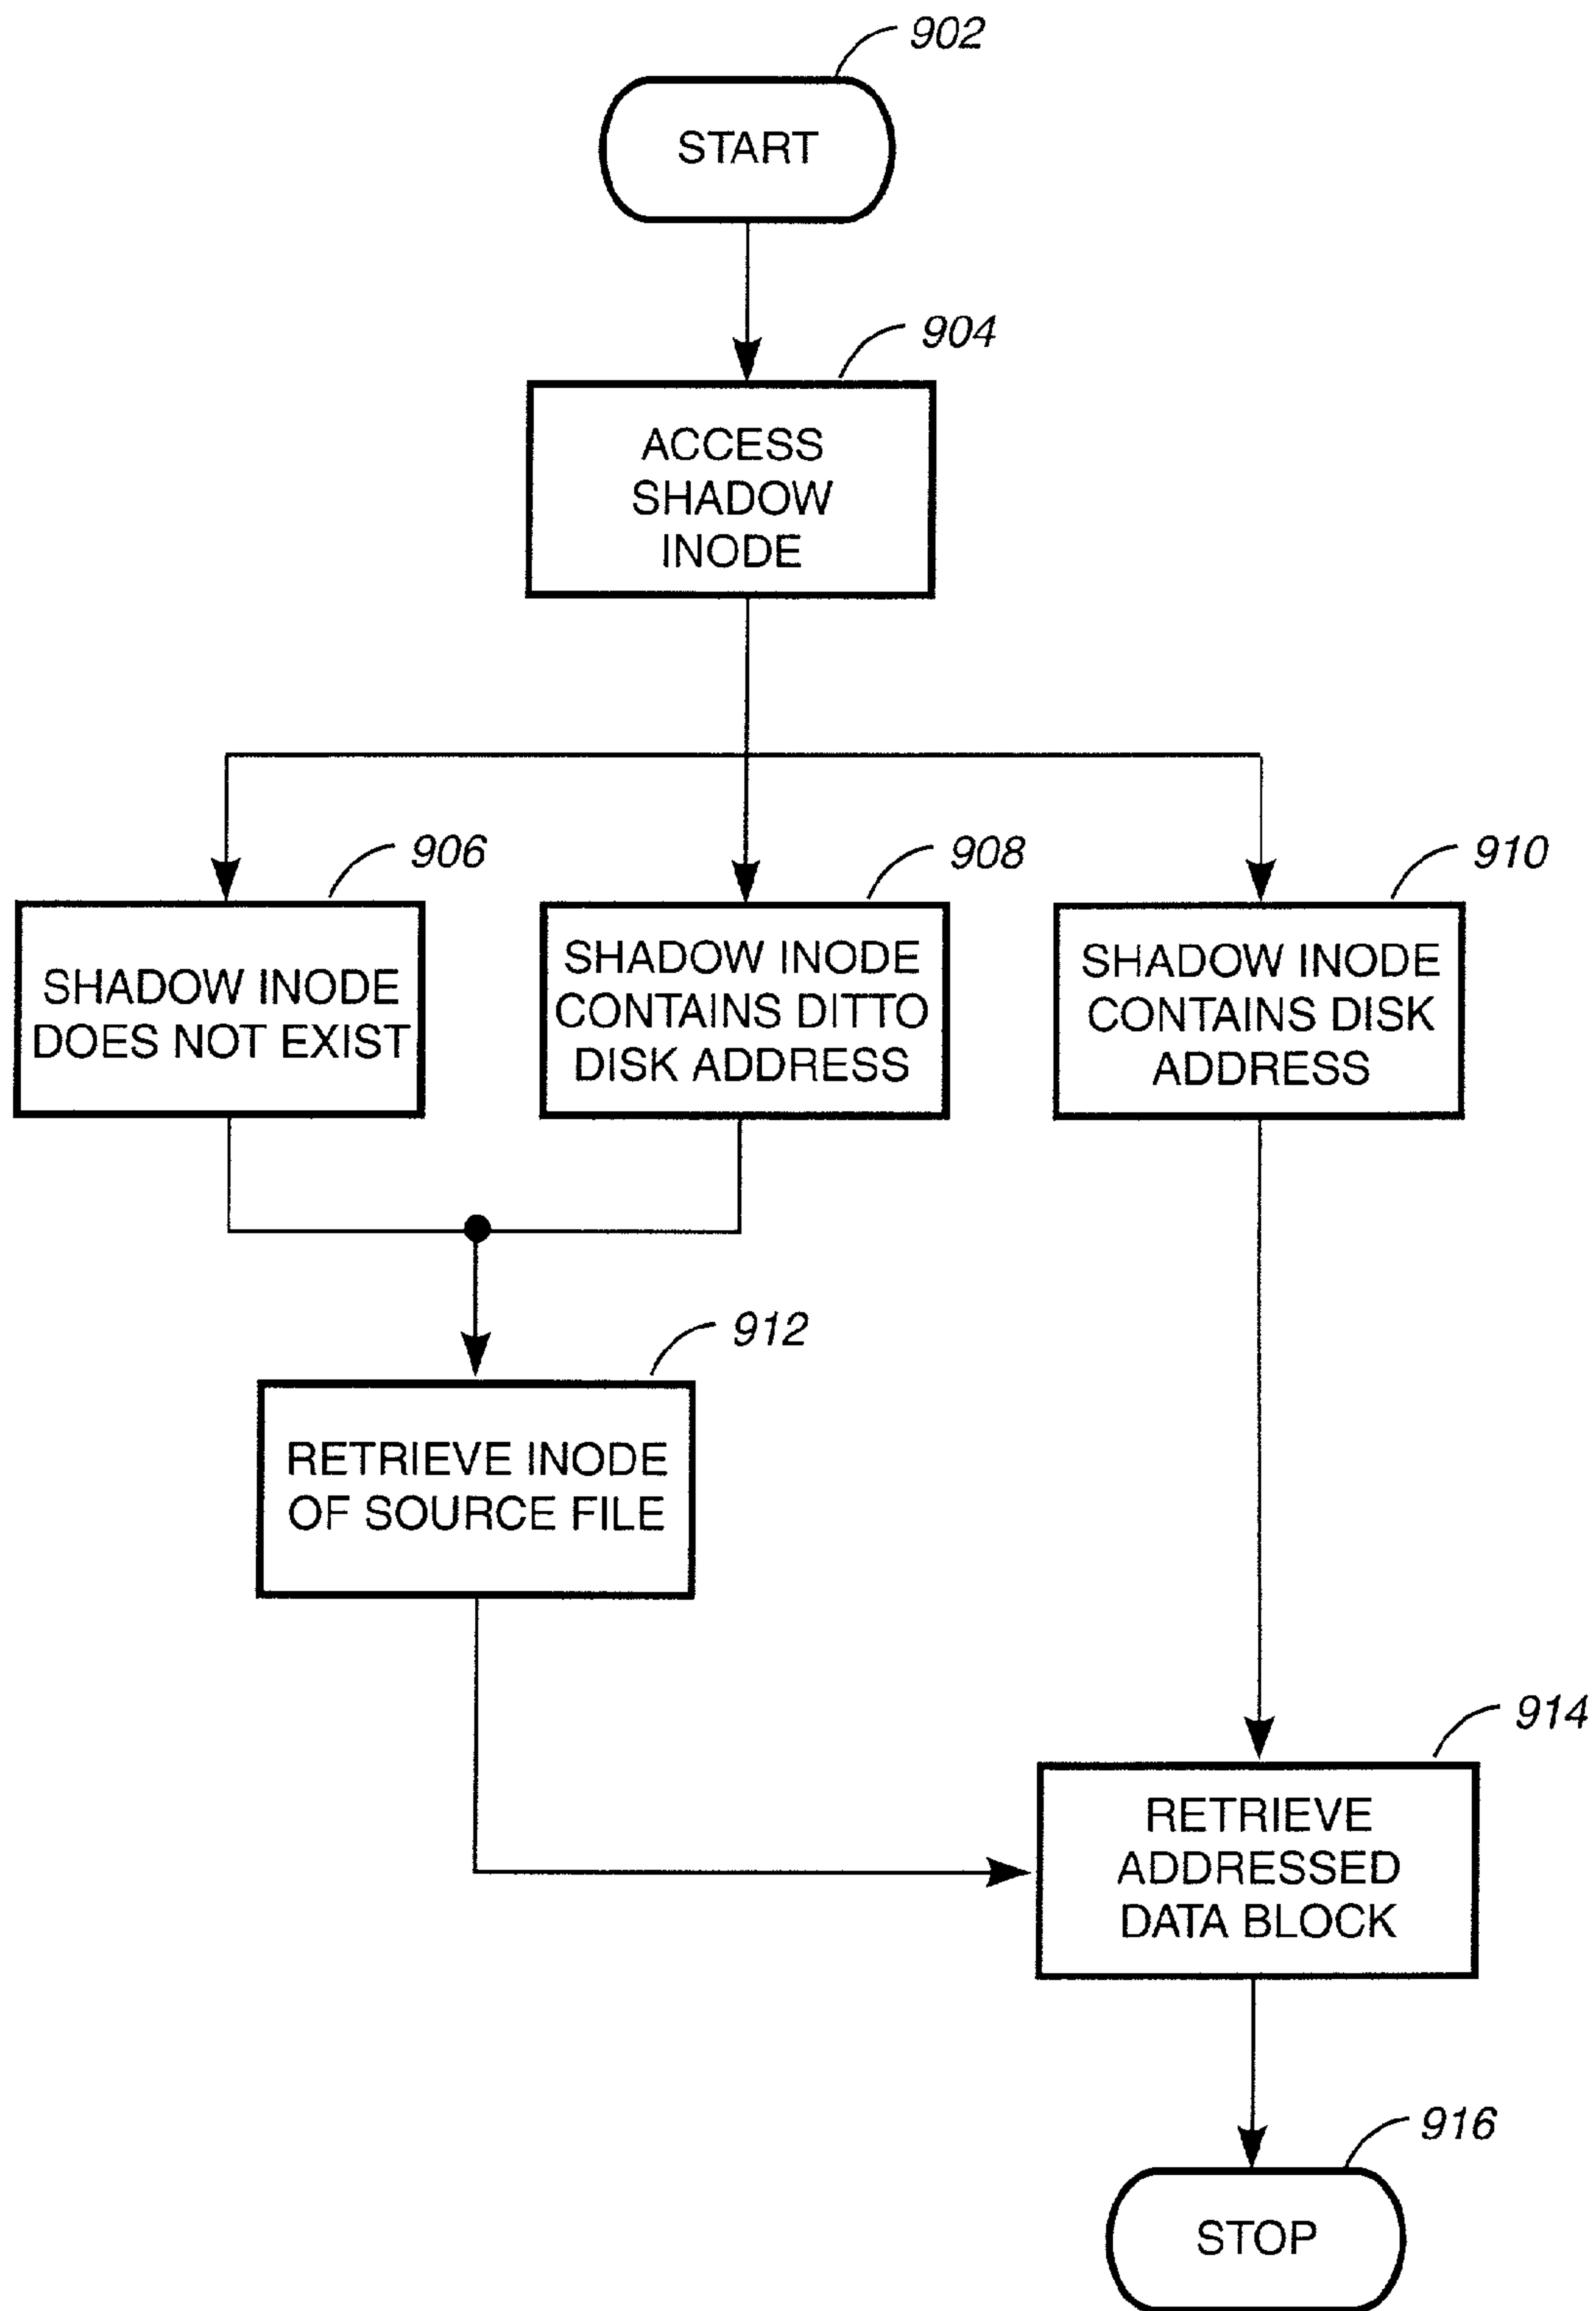 902
START
904
ACCESS
SHADOW
INODE
906
SHADOW INODE
DOES NOT EXIST
908
SHADOW INODE
CONTAINS DITTO
DISK ADDRESS
910
SHADOW INODE
CONTAINS DISK
ADDRESS
912
RETRIEVE INODE
OF SOURCE FILE
914
RETRIEVE
ADDRESSED
DATA BLOCK
916
STOP